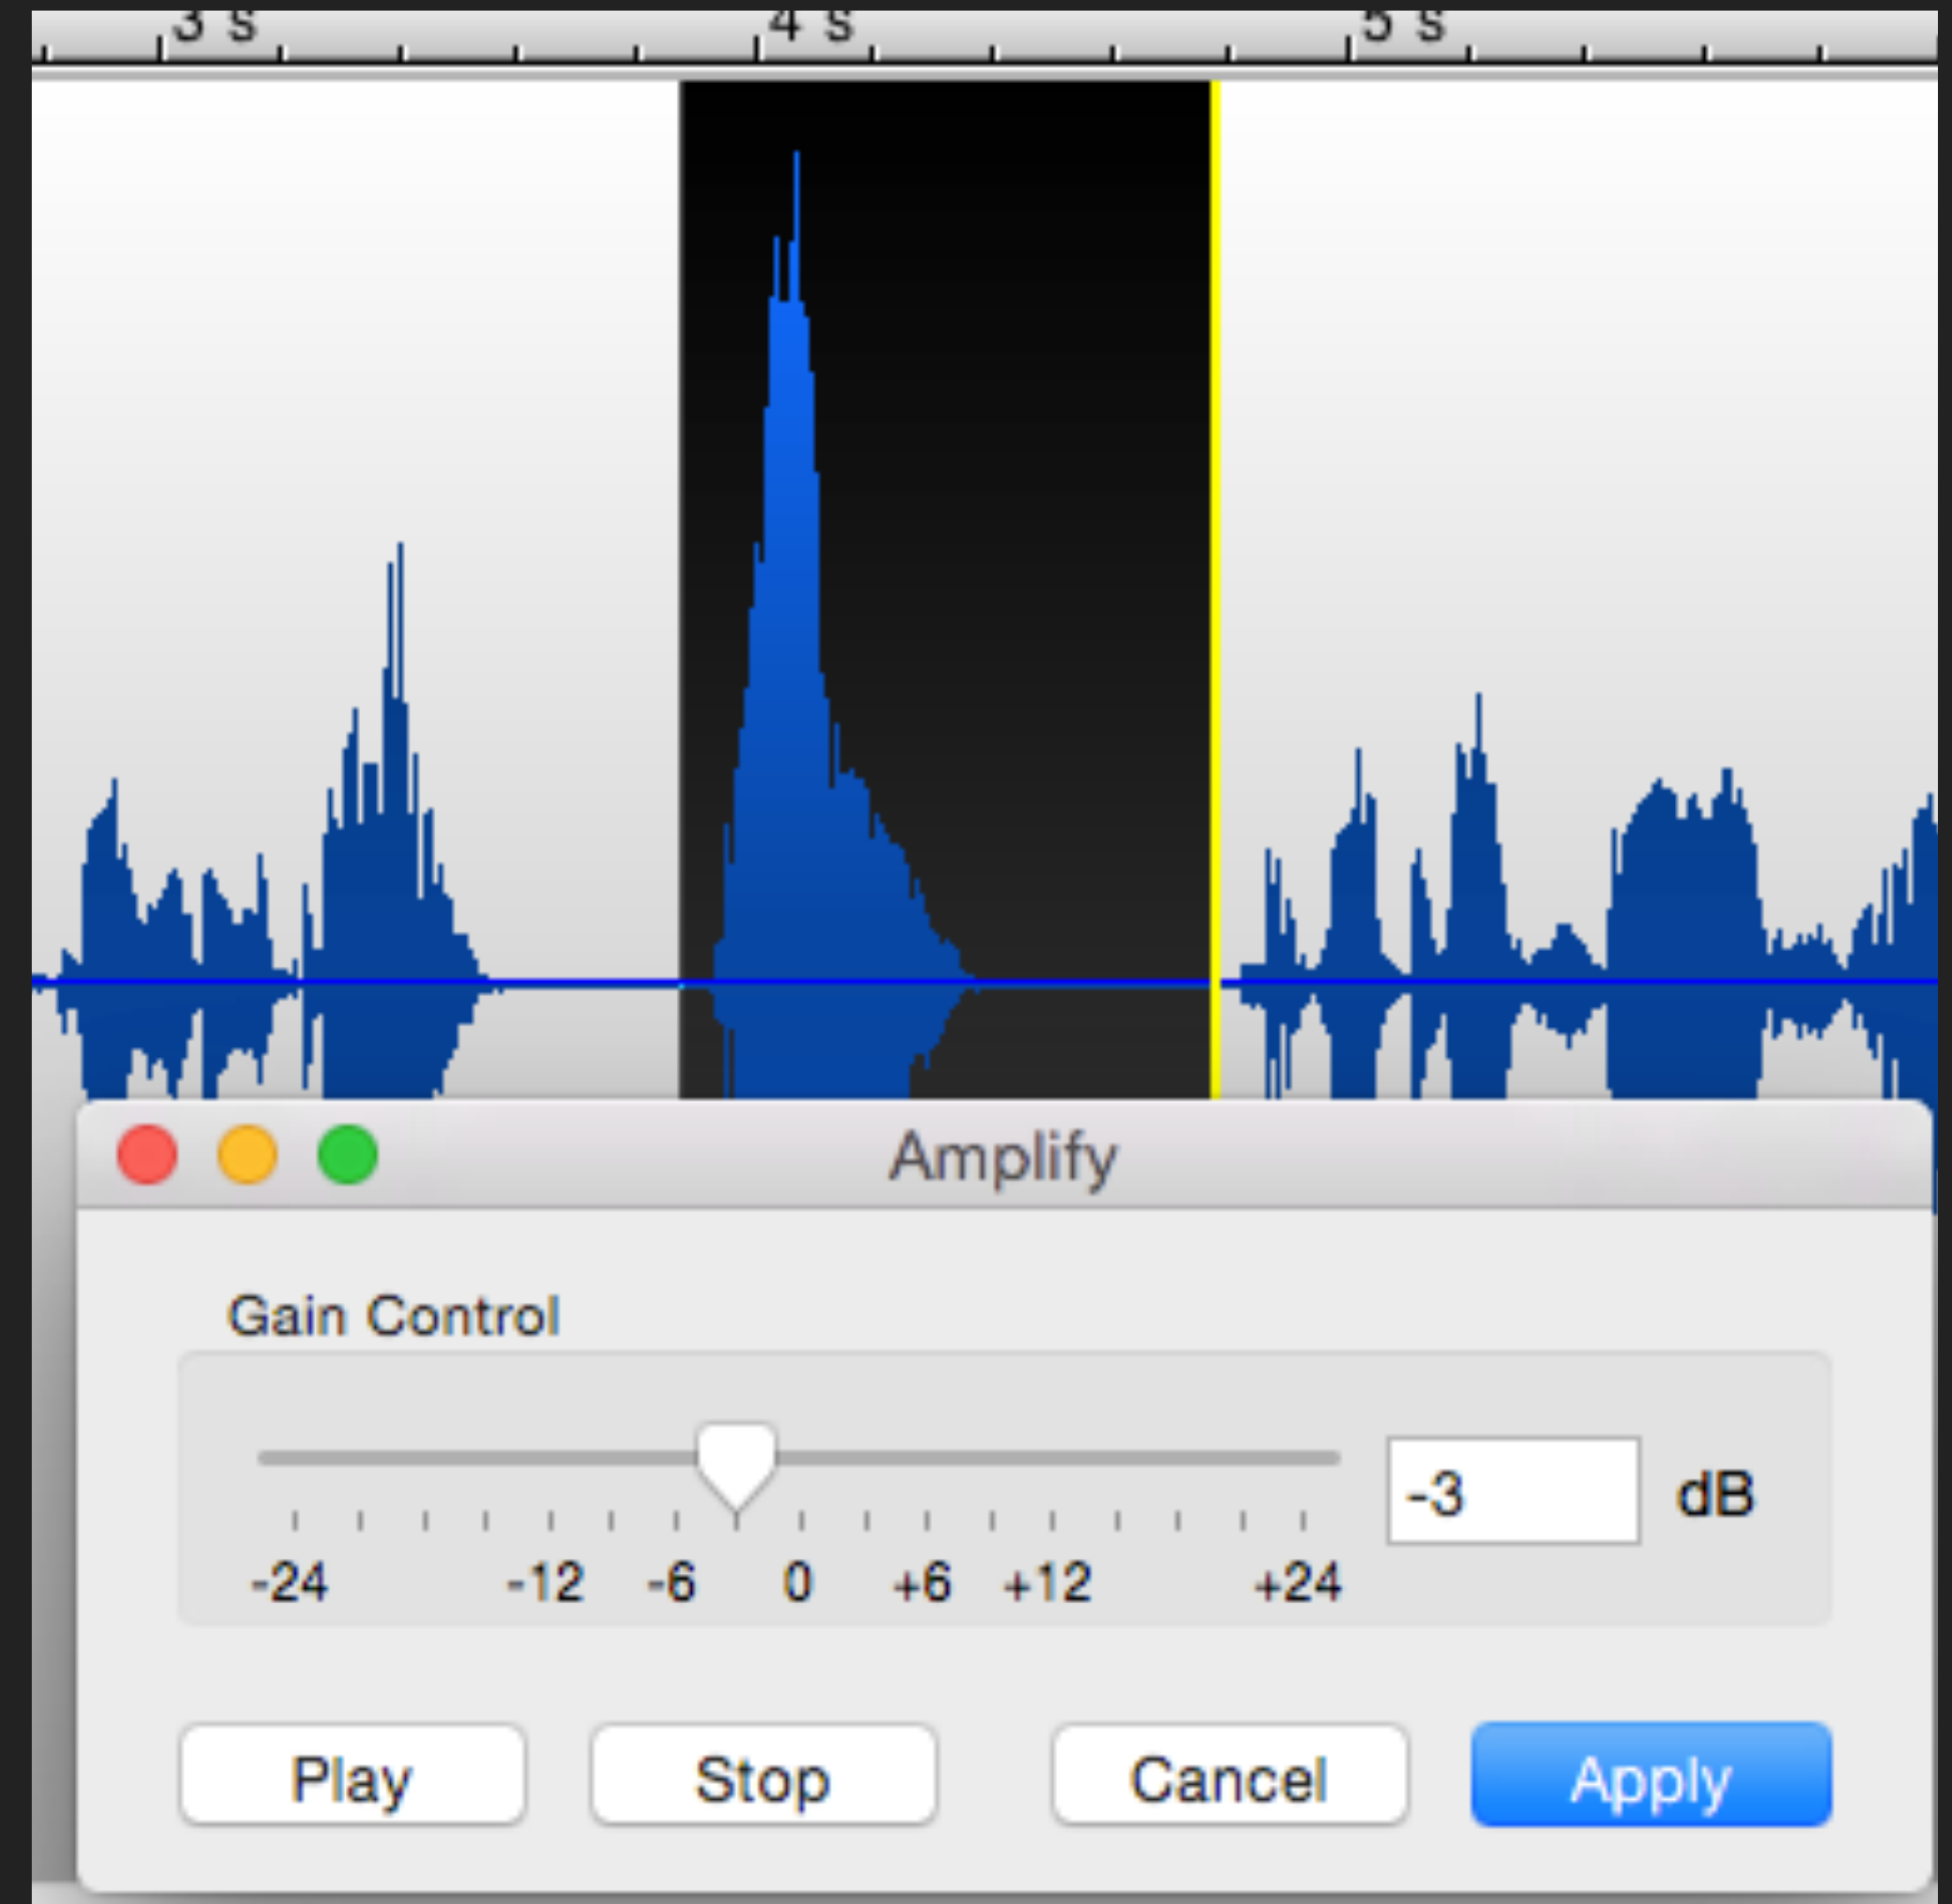 3 s 4 s 5 s
Amplify
Gain Control
-3 dB
-24 -12 -6 0 +6 +12 +24
Play Stop Cancel Apply